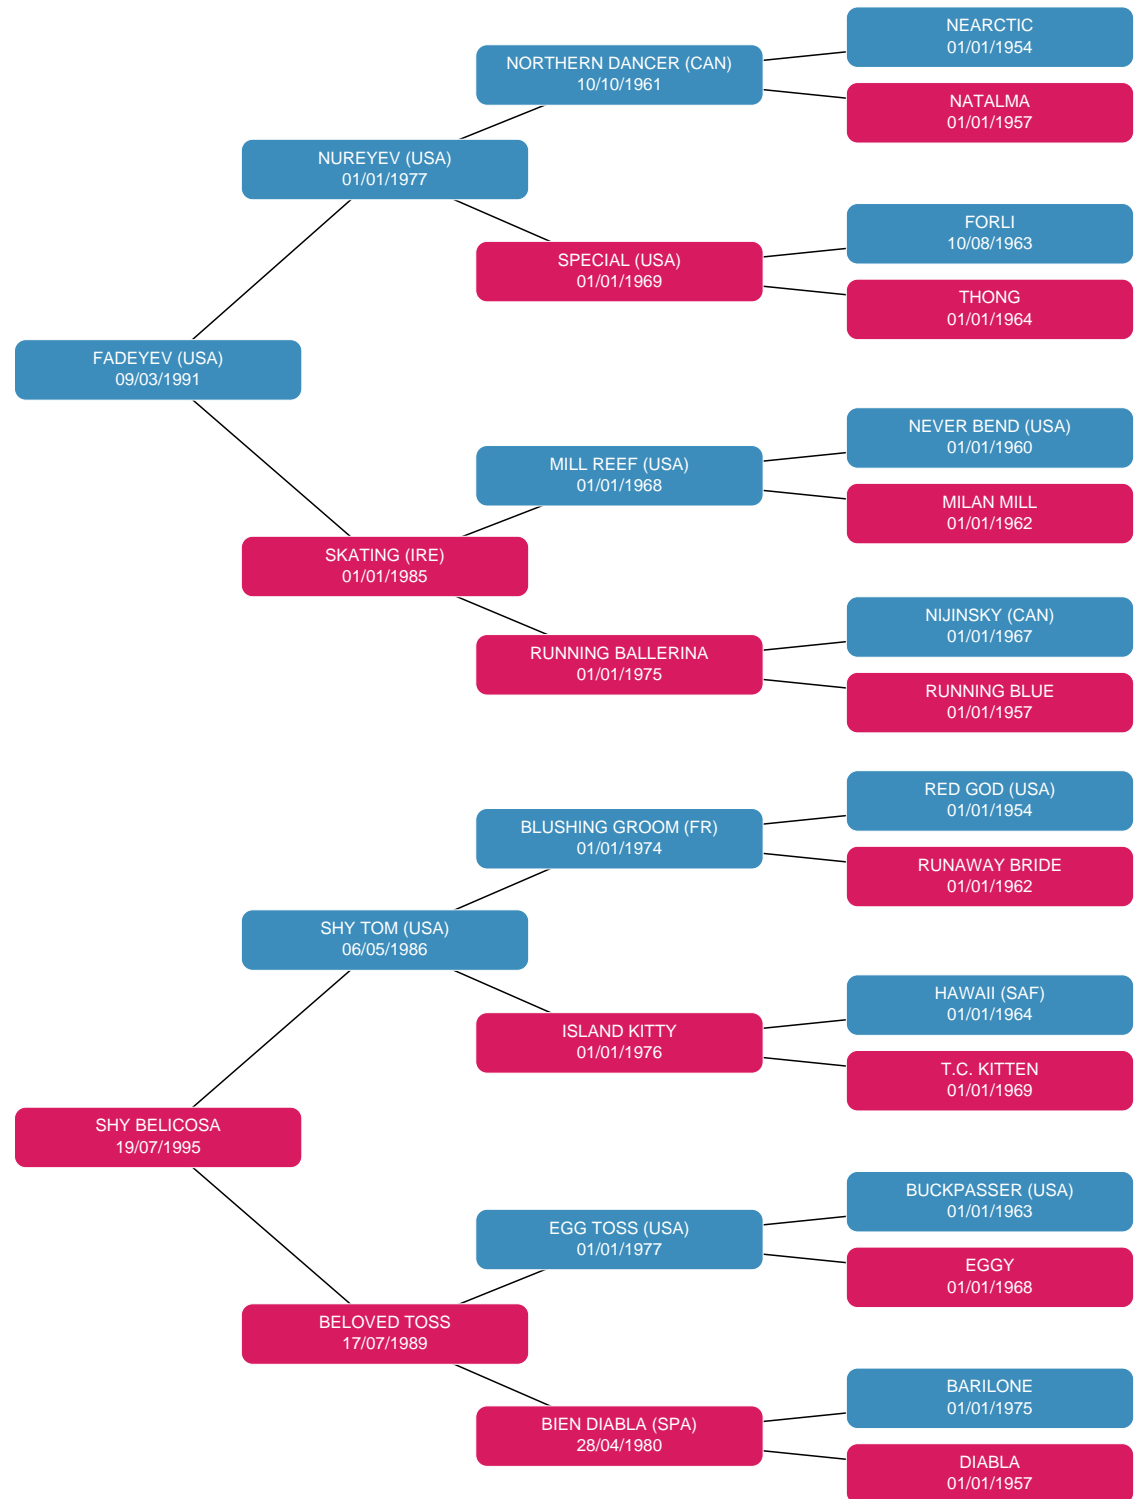 NEARCTIC
01/01/1954
NORTHERN DANCER (CAN)
10/10/1961
NATALMA
01/01/1957
NUREYEV (USA)
01/01/1977
FORLI
10/08/1963
SPECIAL (USA)
01/01/1969
THONG
01/01/1964
FADEYEV (USA)
09/03/1991
NEVER BEND (USA)
01/01/1960
MILL REEF (USA)
01/01/1968
MILAN MILL
01/01/1962
SKATING (IRE)
01/01/1985
NIJINSKY (CAN)
01/01/1967
RUNNING BALLERINA
01/01/1975
RUNNING BLUE
01/01/1957
RED GOD (USA)
01/01/1954
BLUSHING GROOM (FR)
01/01/1974
RUNAWAY BRIDE
01/01/1962
SHY TOM (USA)
06/05/1986
HAWAII (SAF)
01/01/1964
ISLAND KITTY
01/01/1976
T.C. KITTEN
01/01/1969
SHY BELICOSA
19/07/1995
BUCKPASSER (USA)
01/01/1963
EGG TOSS (USA)
01/01/1977
EGGY
01/01/1968
BELOVED TOSS
17/07/1989
BARILONE
01/01/1975
BIEN DIABLA (SPA)
28/04/1980
DIABLA
01/01/1957